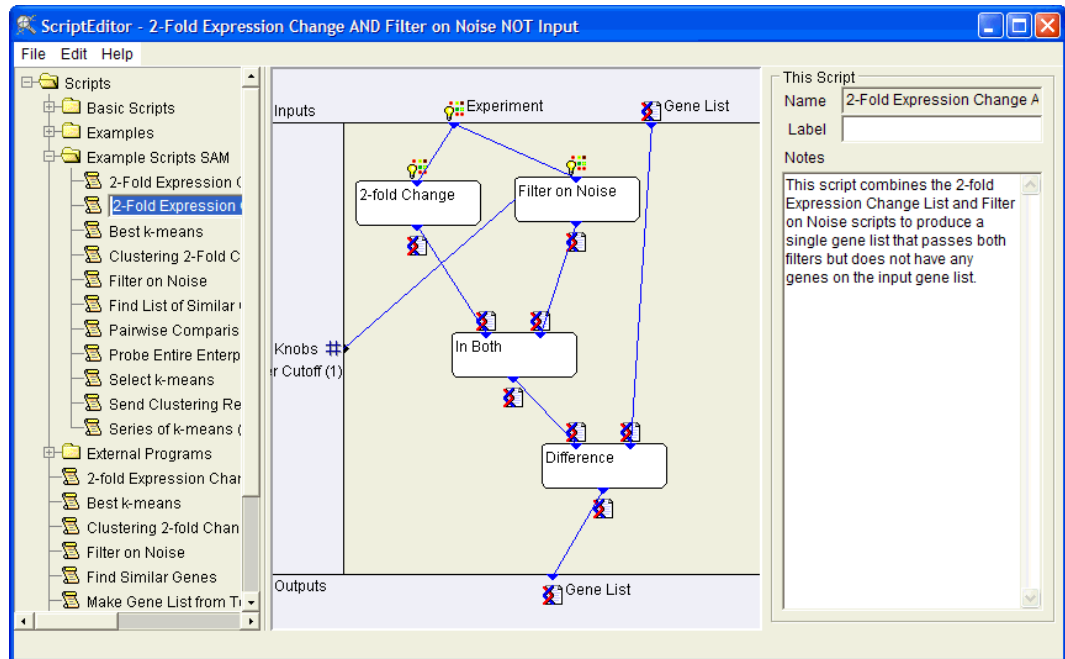 ScriptEditor - 2-Fold Expression Change AND Filter on Noise NOT Input
File Edit Help
Scripts
Basic Scripts
Examples
Example Scripts SAM
2-Fold Expression
2-Fold Expression
Best k-means
Clustering 2-Fold C
Filter on Noise
Find List of Similar
Pairwise Comparis
Probe Entire Enterp
Select k-means
Send Clustering Re
Series of k-means (
External Programs
2-fold Expression Char
Best k-means
Clustering 2-fold Chan
Filter on Noise
Find Similar Genes
Make Gene List from T
Inputs
Experiment
Gene List
2-fold Change
Filter on Noise
Knobs
r Cutoff (1)
In Both
Difference
Outputs
Gene List
This Script
Name 2-Fold Expression Change A
Label
Notes
This script combines the 2-fold
Expression Change List and Filter
on Noise scripts to produce a
single gene list that passes both
filters but does not have any
genes on the input gene list.